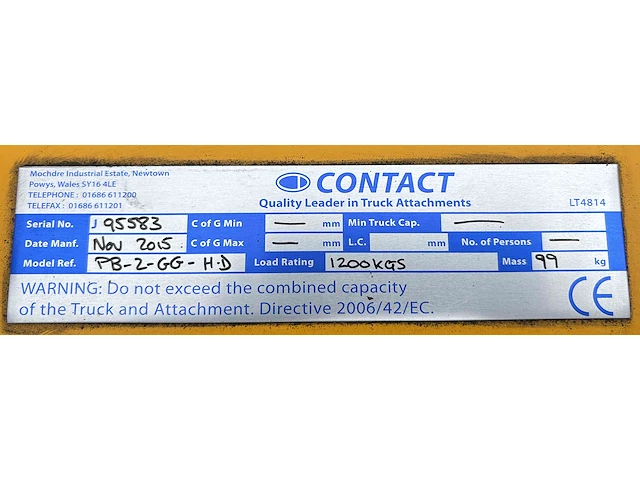 Mochdre Industrial Estate, Newtown
Powys, Wales SY16 4LE
TELEPHONE : 01686 611200
TELEFAX : 01686 611201
CONTACT
Quality Leader in Truck Attachments
LT4814
Serial No. J 95583 C of G Min — mm Min Truck Cap. —
Date Manf. Nov 2015 C of G Max — mm L.C. mm No. of Persons —
Model Ref. PB-2-GG-H.D Load Rating 1200KGS Mass 99 kg
WARNING: Do not exceed the combined capacity
of the Truck and Attachment. Directive 2006/42/EC.
CE